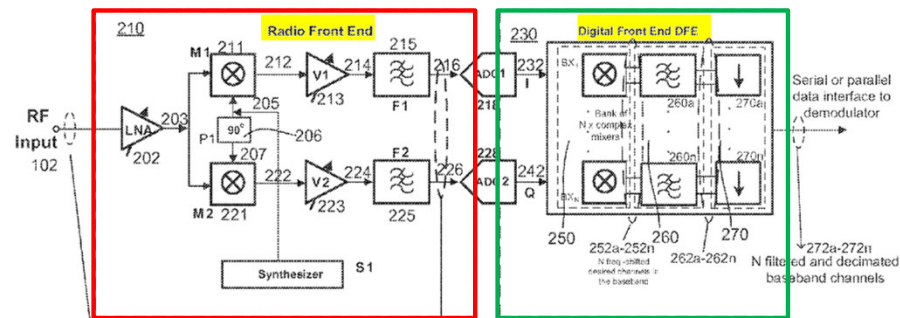 210
Radio Front End
230
Digital Front End DFE
M1
211
212
V1
214
213
215
F1
216
ADC1
218
232
I
BX1
260a
270a
Serial or parallel
data interface to
demodulator
RF
Input
102
LNA
202
203
205
P1
90°
206
207
Bank of
N x complex
mixers
M2
221
222
V2
223
224
F2
225
226
228
ADC2
242
Q
BXN
260n
270n
250
252a-252n
N freq.-shifted
desired channels in
the baseband
260
262a-262n
270
272a-272n
N filtered and decimated
baseband channels
Synthesizer
S1